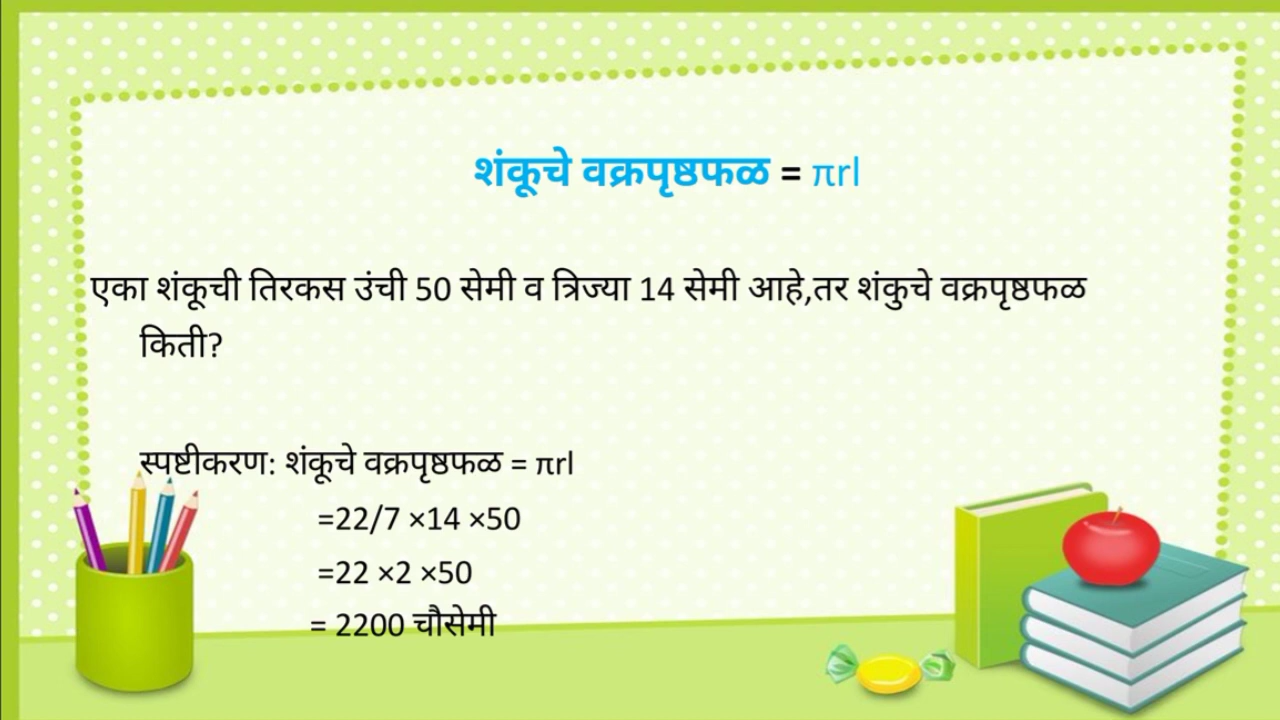 शंकूचे वक्रपृष्ठफळ = πrl
एका शंकूची तिरकस उंची 50 सेमी व त्रिज्या 14 सेमी आहे,तर शंकुचे वक्रपृष्ठफळ
किती?
स्पष्टीकरण: शंकूचे वक्रपृष्ठफळ = πrl
=22/7 ×14 ×50
=22 ×2 ×50
= 2200 चौसेमी